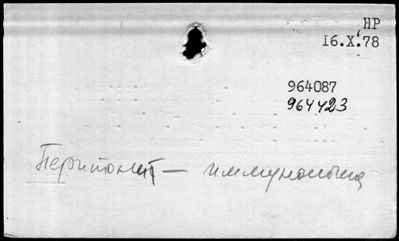 НР
16.X.78
964087
964423
Перитонит — иммунология